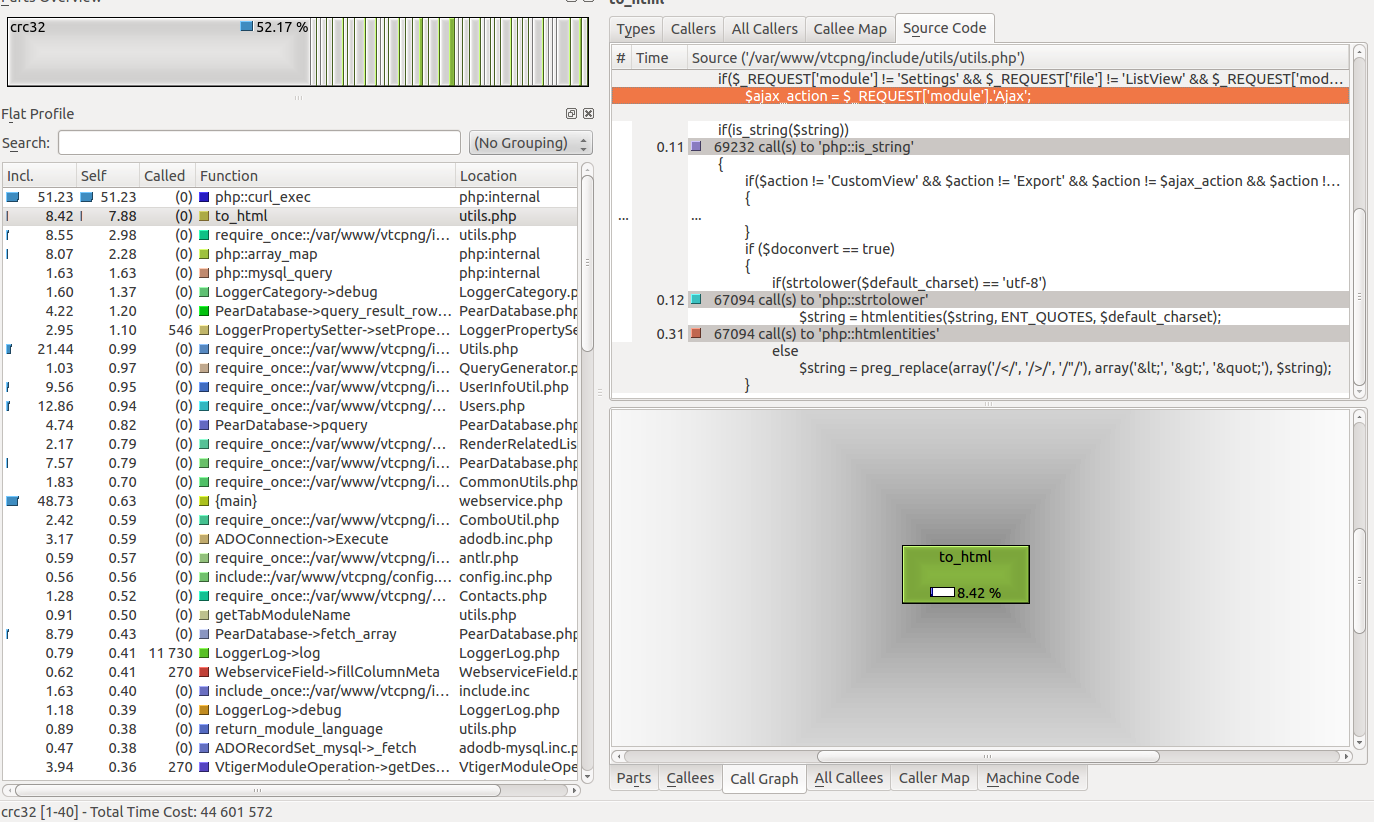 Parts Overview
crc32 52.17 %
Flat Profile
Search: (No Grouping)
Incl. Self Called Function Location
51.23 51.23 (0) php::curl_exec php:internal
8.42 7.88 (0) to_html utils.php
8.55 2.98 (0) require_once::/var/www/vtcpng/i... utils.php
8.07 2.28 (0) php::array_map php:internal
1.63 1.63 (0) php::mysql_query php:internal
1.60 1.37 (0) LoggerCategory->debug LoggerCategory.p
4.22 1.20 (0) PearDatabase->query_result_row... PearDatabase.php
2.95 1.10 546 LoggerPropertySetter->setPrope... LoggerPropertySe
21.44 0.99 (0) require_once::/var/www/vtcpng/... Utils.php
1.03 0.97 (0) require_once::/var/www/vtcpng/i... QueryGenerator.p
9.56 0.95 (0) require_once::/var/www/vtcpng/i... UserInfoUtil.php
12.86 0.94 (0) require_once::/var/www/vtcpng/... Users.php
4.74 0.82 (0) PearDatabase->pquery PearDatabase.php
2.17 0.79 (0) require_once::/var/www/vtcpng/... RenderRelatedLis
7.57 0.79 (0) require_once::/var/www/vtcpng/i... PearDatabase.php
1.83 0.70 (0) require_once::/var/www/vtcpng/i... CommonUtils.php
48.73 0.63 (0) {main} webservice.php
2.42 0.59 (0) require_once::/var/www/vtcpng/i... ComboUtil.php
3.17 0.59 (0) ADOConnection->Execute adodb.inc.php
0.59 0.57 (0) require_once::/var/www/vtcpng/i... antlr.php
0.56 0.56 (0) include::/var/www/vtcpng/config.... config.inc.php
1.28 0.52 (0) require_once::/var/www/vtcpng/... Contacts.php
0.91 0.50 (0) getTabModuleName utils.php
8.79 0.43 (0) PearDatabase->fetch_array PearDatabase.php
0.79 0.41 11 730 LoggerLog->log LoggerLog.php
0.62 0.41 270 WebserviceField->fillColumnMeta WebserviceField.p
1.63 0.40 (0) include_once::/var/www/vtcpng/i... include.inc
1.18 0.39 (0) LoggerLog->debug LoggerLog.php
0.89 0.38 (0) return_module_language utils.php
0.47 0.38 (0) ADORecordSet_mysql->_fetch adodb-mysql.inc.p
3.94 0.36 270 VtigerModuleOperation->getDes... VtigerModuleOpe
to_html
Types Callers All Callers Callee Map Source Code
# Time Source ('/var/www/vtcpng/include/utils/utils.php')
if($_REQUEST['module'] != 'Settings' && $_REQUEST['file'] != 'ListView' && $_REQUEST['mod...
$ajax_action = $_REQUEST['module'].'Ajax';
if(is_string($string))
0.11 69232 call(s) to 'php::is_string'
{
if($action != 'CustomView' && $action != 'Export' && $action != $ajax_action && $action !...
{
... ...
}
if ($doconvert == true)
{
if(strtolower($default_charset) == 'utf-8')
0.12 67094 call(s) to 'php::strtolower'
$string = htmlentities($string, ENT_QUOTES, $default_charset);
0.31 67094 call(s) to 'php::htmlentities'
else
$string = preg_replace(array('/</', '/>/', '/"/'), array('&lt;', '&gt;', '&quot;'), $string);
}
to_html
8.42 %
Parts Callees Call Graph All Callees Caller Map Machine Code
crc32 [1-40] - Total Time Cost: 44 601 572